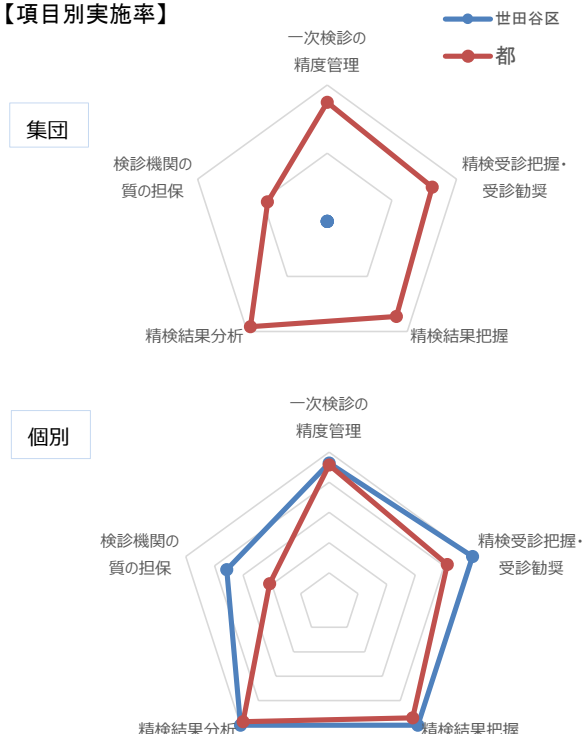 【項目別実施率】
世田谷区
都
集団
一次検診の
精度管理
精検受診把握・
受診勧奨
精検結果把握
精検結果分析
検診機関の
質の担保
個別
一次検診の
精度管理
精検受診把握・
受診勧奨
精検結果把握
精検結果分析
検診機関の
質の担保